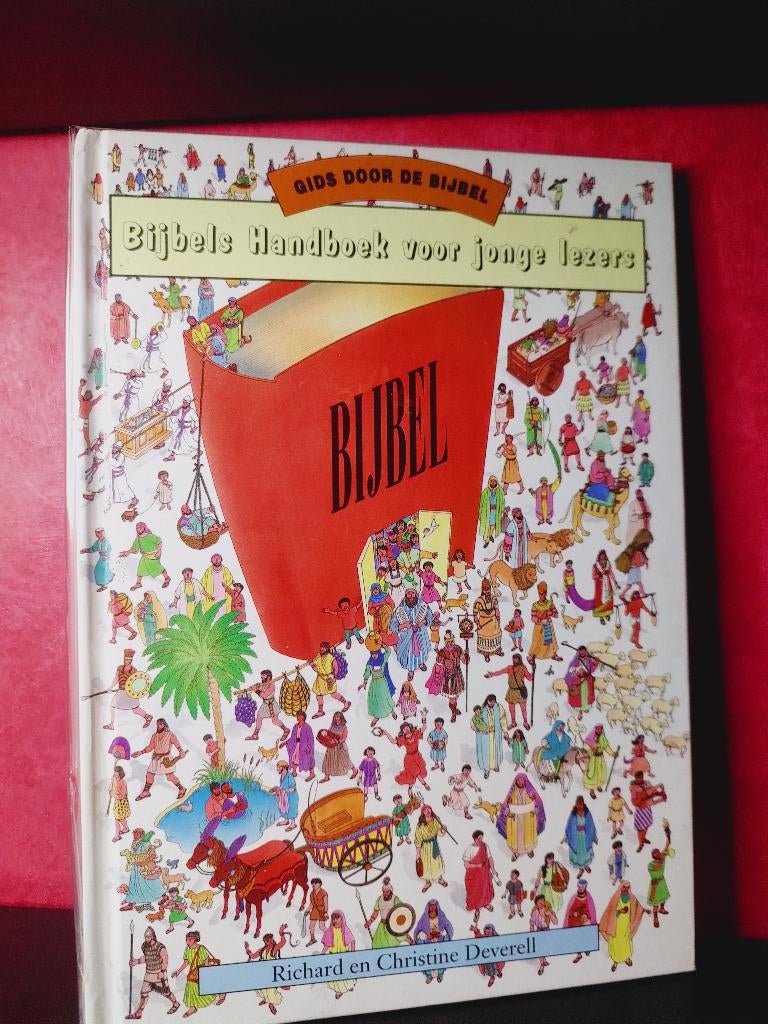 GIDS DOOR DE BIJBEL
Bijbels Handboek voor jonge lezers
BIJBEL
Richard en Christine Deverell